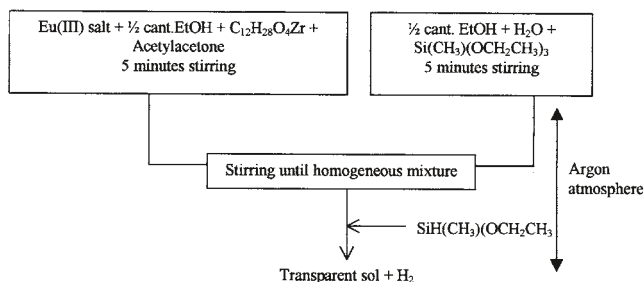 Eu(III) salt + ½ cant.EtOH + C₁₂H₂₈O₄Zr +
Acetylacetone
5 minutes stirring
½ cant. EtOH + H₂O +
Si(CH₃)(OCH₂CH₃)₃
5 minutes stirring
Stirring until homogeneous mixture
Argon
atmosphere
SiH(CH₃)(OCH₂CH₃
Transparent sol + H₂